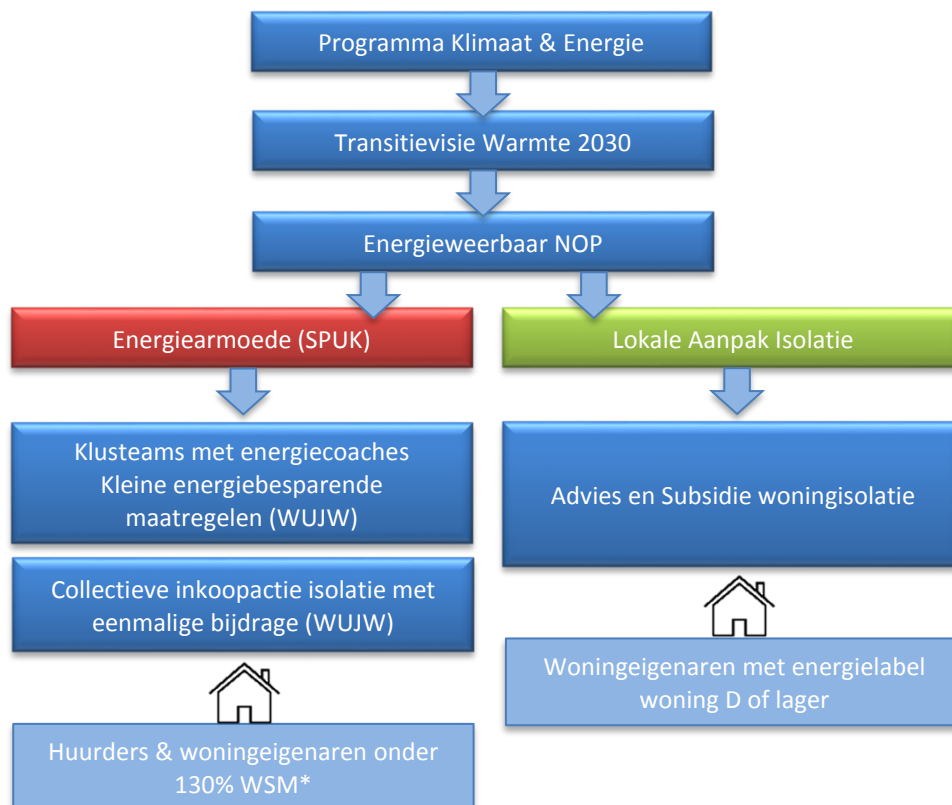 Programma Klimaat & Energie
Transitievisie Warmte 2030
Energieweerbaar NOP
Energiearmoede (SPUK)
Klusteams met energiecoaches
Kleine energiebesparende
maatregelen (WUJW)
Collectieve inkoopactie isolatie met
eenmalige bijdrage (WUJW)
Huurders & woningeigenaren onder
130% WSM*
Lokale Aanpak Isolatie
Advies en Subsidie woningisolatie
Woningeigenaren met energielabel
woning D of lager